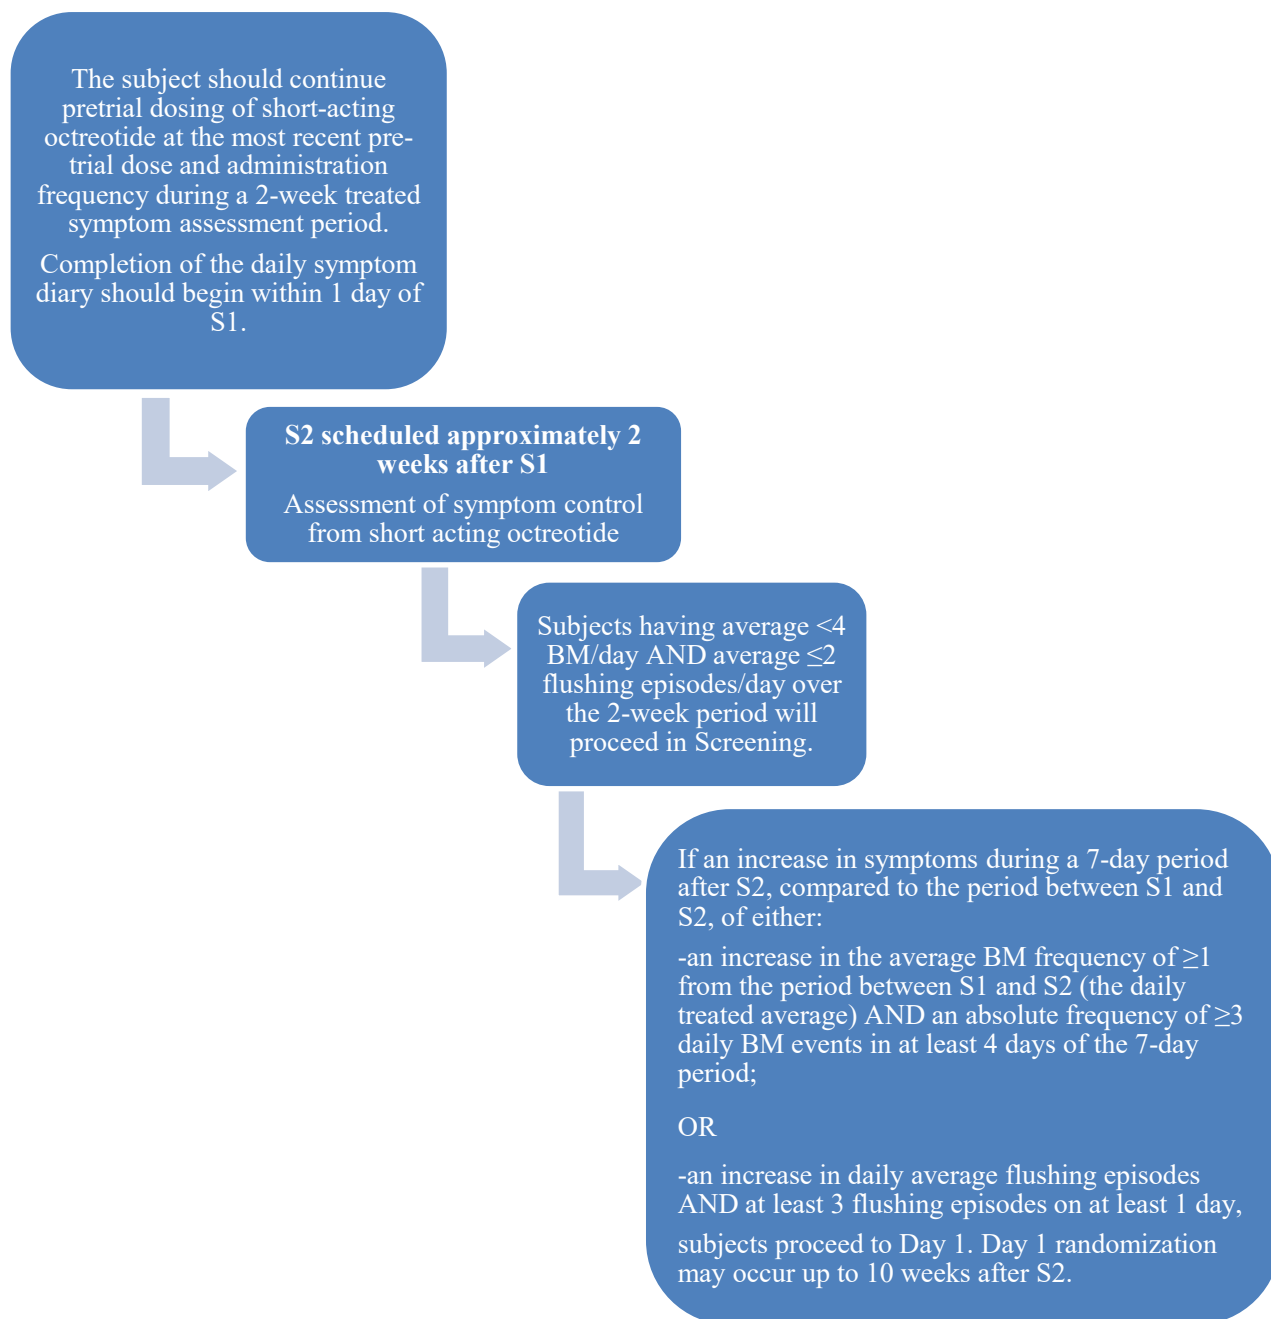 The subject should continue
pretrial dosing of short-acting
octreotide at the most recent pre-
trial dose and administration
frequency during a 2-week treated
symptom assessment period.
Completion of the daily symptom
diary should begin within 1 day of
S1.
S2 scheduled approximately 2
weeks after S1
Assessment of symptom control
from short acting octreotide
Subjects having average <4
BM/day AND average ≤2
flushing episodes/day over
the 2-week period will
proceed in Screening.
If an increase in symptoms during a 7-day period
after S2, compared to the period between S1 and
S2, of either:
-an increase in the average BM frequency of ≥1
from the period between S1 and S2 (the daily
treated average) AND an absolute frequency of ≥3
daily BM events in at least 4 days of the 7-day
period;
OR
-an increase in daily average flushing episodes
AND at least 3 flushing episodes on at least 1 day,
subjects proceed to Day 1. Day 1 randomization
may occur up to 10 weeks after S2.